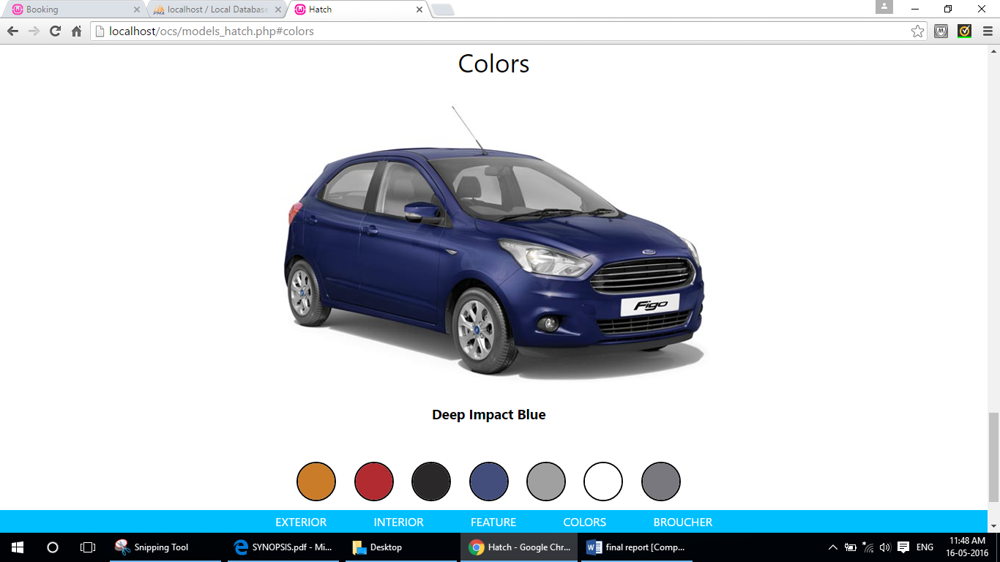 Booking
localhost / Local Database
Hatch
localhost/ocs/models_hatch.php#colors
Colors
Ford
Figo
Deep Impact Blue
EXTERIOR INTERIOR FEATURE COLORS BROUCHER
Snipping Tool
SYNOPSIS.pdf - Mi...
Desktop
Hatch - Google Chr...
final report [Comp...
ENG
11:48 AM
16-05-2016